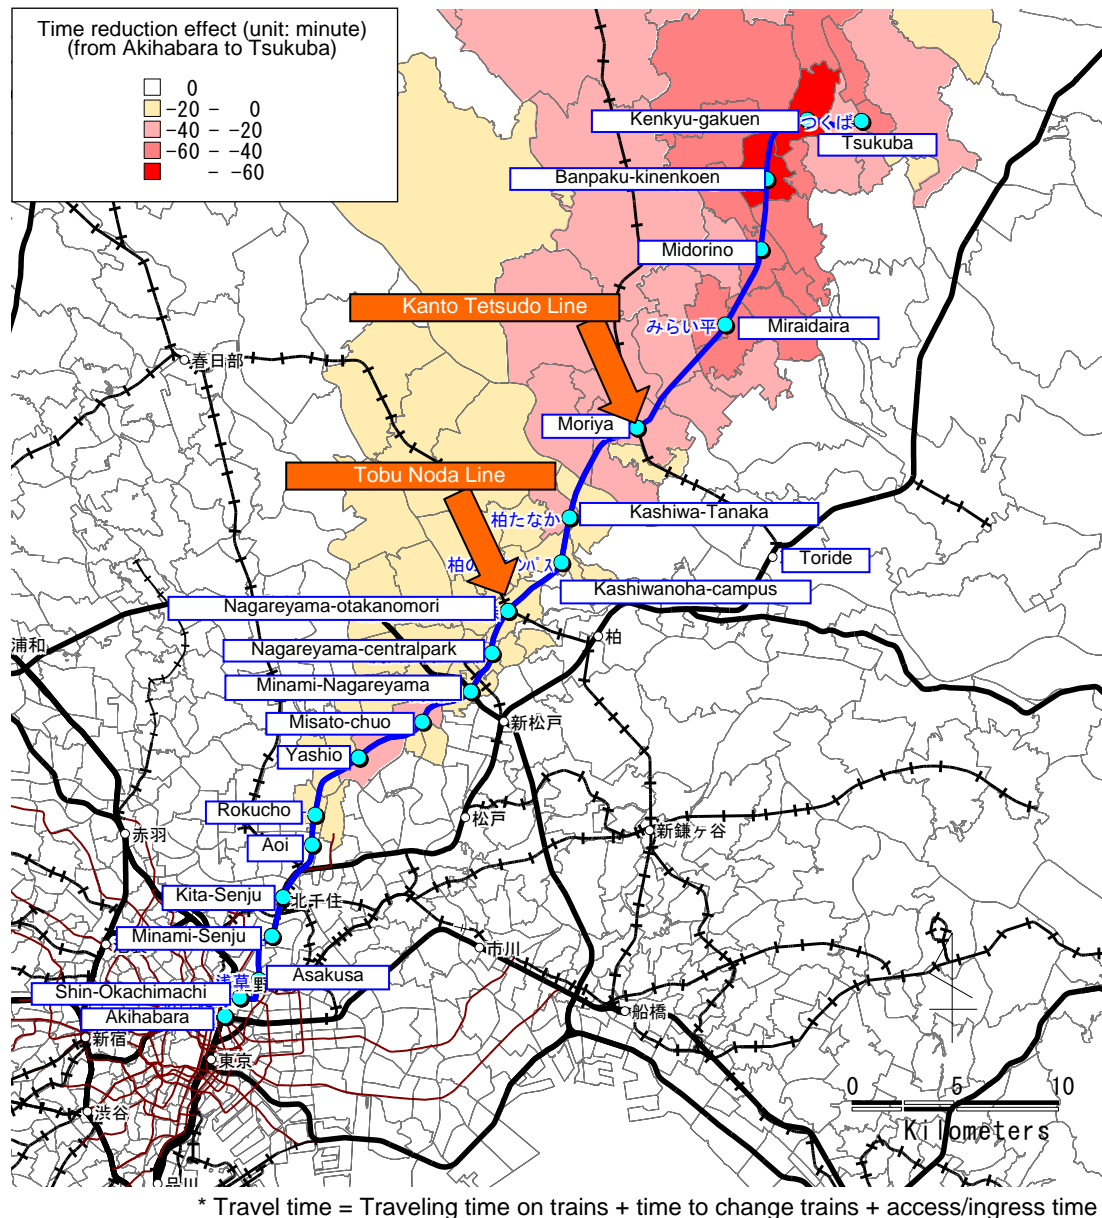 Time reduction effect (unit: minute)
(from Akihabara to Tsukuba)
0
-20 - 0
-40 - -20
-60 - -40
- -60
Kenkyu-gakuen
つくば
Tsukuba
Banpaku-kinenkoen
Midorino
Kanto Tetsudo Line
みらい平
Miraidaira
春日部
Moriya
Tobu Noda Line
柏たなか
Kashiwa-Tanaka
Toride
Kashiwanoha-campus
Nagareyama-otakanomori
柏
浦和
Nagareyama-centralpark
Minami-Nagareyama
Misato-chuo
新松戸
Yashio
Rokucho
松戸
新鎌ヶ谷
赤羽
Aoi
Kita-Senju
北千住
Minami-Senju
市川
Asakusa
浅草
野
Shin-Okachimachi
Akihabara
船橋
新宿
東京
0 5 10
Kilometers
渋谷
品川
* Travel time = Traveling time on trains + time to change trains + access/ingress time